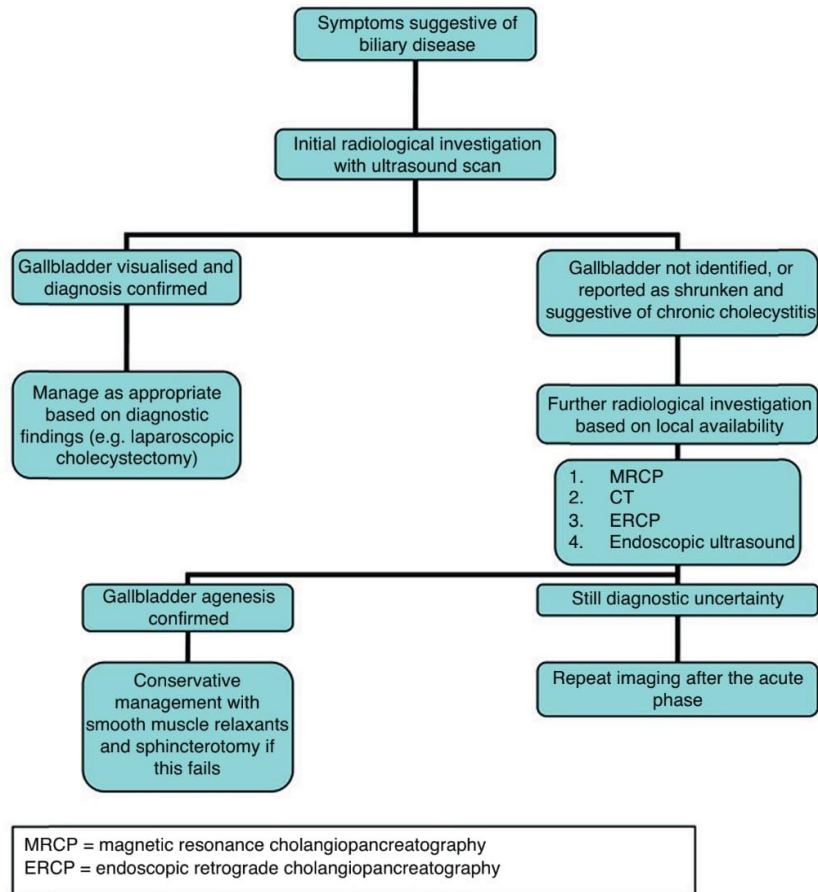 Symptoms suggestive of
biliary disease
Initial radiological investigation
with ultrasound scan
Gallbladder visualised and
diagnosis confirmed
Gallbladder not identified, or
reported as shrunken and
suggestive of chronic cholecystitis
Manage as appropriate
based on diagnostic
findings (e.g. laparoscopic
cholecystectomy)
Further radiological investigation
based on local availability
1. MRCP
2. CT
3. ERCP
4. Endoscopic ultrasound
Gallbladder agenesis
confirmed
Still diagnostic uncertainty
Conservative
management with
smooth muscle relaxants
and sphincterotomy if
this fails
Repeat imaging after the acute
phase
MRCP = magnetic resonance cholangiopancreatography
ERCP = endoscopic retrograde cholangiopancreatography